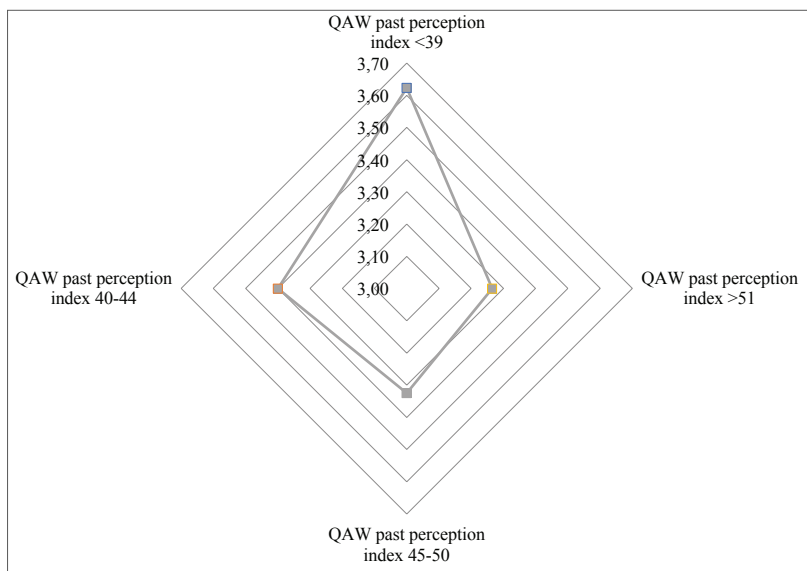 QAW past perception
index <39
3,70
3,60
3,50
3,40
3,30
3,20
3,10
3,00
QAW past perception
index 40-44
QAW past perception
index >51
QAW past perception
index 45-50